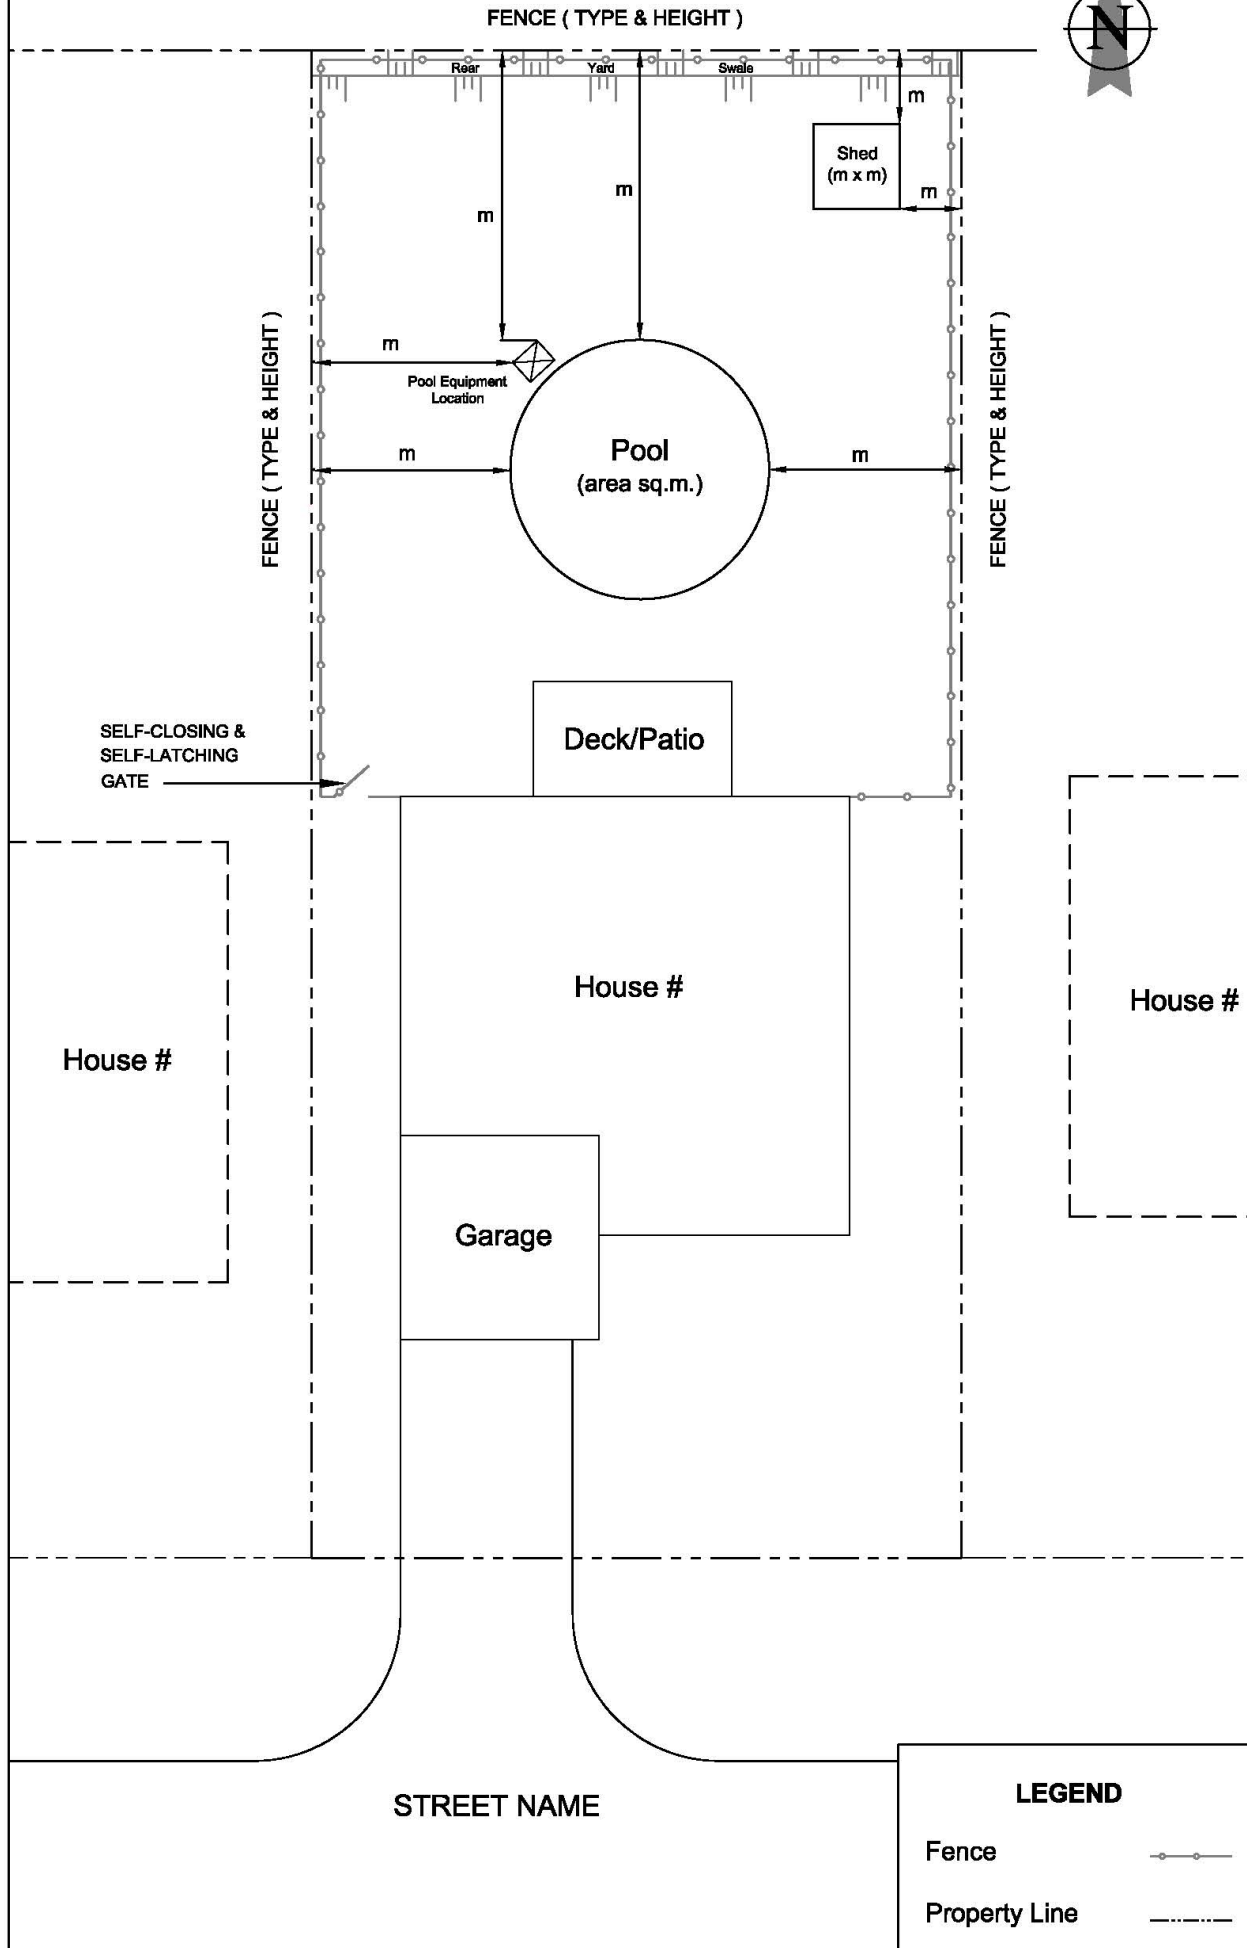 FENCE ( TYPE & HEIGHT )
N
Rear Yard Swale
m
Shed
(m x m)
m
m
m
m
Pool Equipment
Location
FENCE ( TYPE & HEIGHT )
FENCE ( TYPE & HEIGHT )
m
Pool
(area sq.m.)
m
SELF-CLOSING &
SELF-LATCHING
GATE
Deck/Patio
House #
House #
House #
Garage
STREET NAME
LEGEND
Fence
Property Line